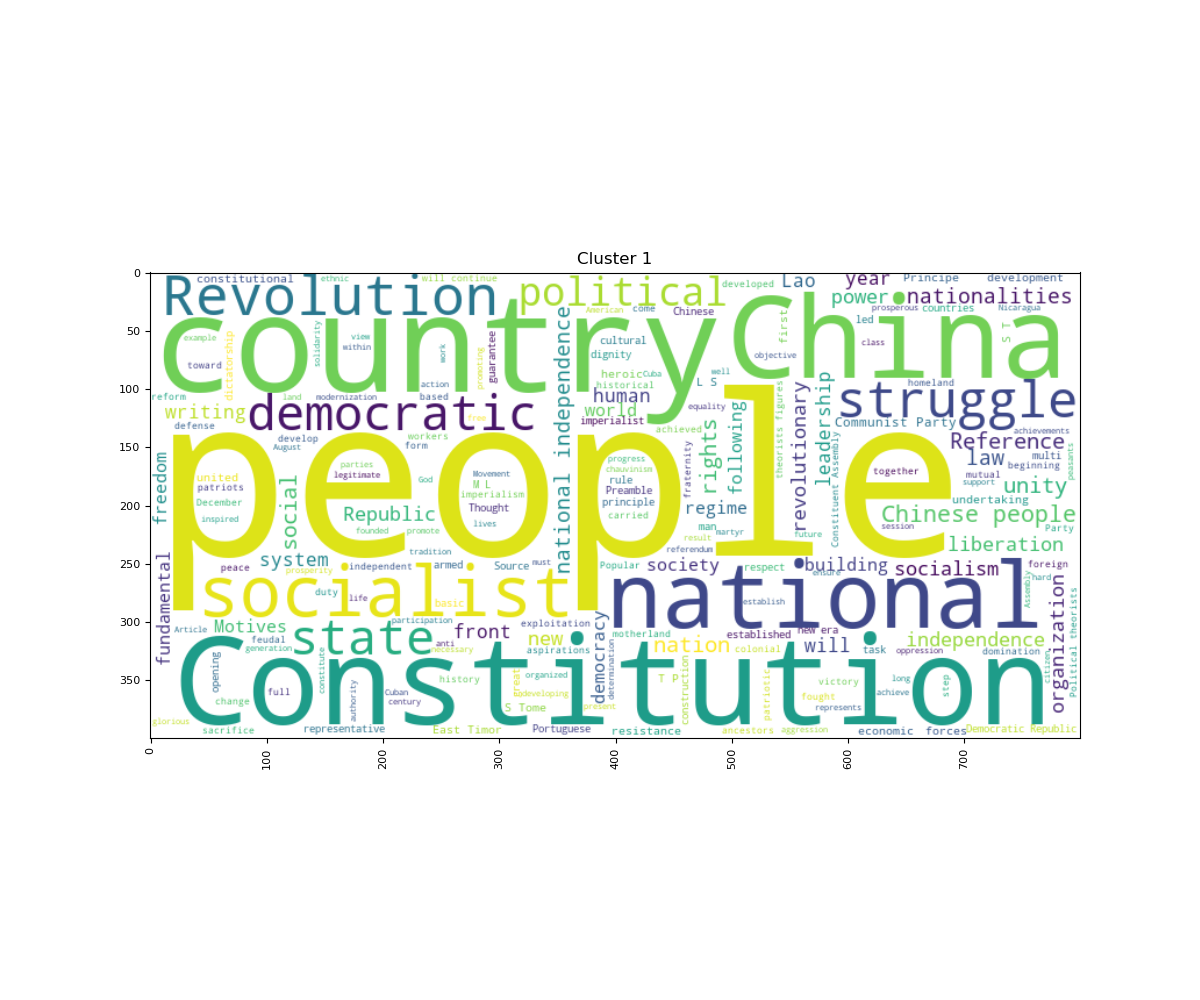 Cluster 1
0
50
100
150
200
250
300
350
0
100
200
300
400
500
600
700
constitutional
ethnic
will continue
Revolution
political
developed
Lao
year
Principe
development
power
nationalities
prosperous
countries
Nicaragua
American
come
Chinese
first
led
S T
country
China
example
dictatorship
solidarity
view
within
work
guarantee
promoting
toward
cultural
dignity
objective
class
heroic
Cuba
well
historical
L S
homeland
reform
land
modernization
based
action
national independence
human
equality
struggle
writing
democratic
free
world
imperialist
achieved
Communist Party
achievements
defense
develop
August
workers
form
rights
following
theorists figures
revolutionary
leadership
Constituent Assembly
Reference
law
multi
beginning
peasants
people
parties
legitimate
God
Movement
M L
imperialism
Thought
lives
progress
chauvinism
rule
Preamble
principle
carried
fraternity
together
mutual
support
unity
undertaking
freedom
united
patriots
December
inspired
social
Republic
founded
promote
regime
man
martyr
result
future
session
Chinese people
Party
tradition
referendum
liberation
fundamental
peace
system
prosperity
independent
armed
Source
must
Popular
society
respect
building
ensure
socialism
foreign
hard
Assembly
organization
socialist
duty
life
basic
national
establish
Article
Motives
feudal
generation
participation
state
anti
necessary
front
exploitation
new
aspirations
democracy
determination
motherland
nation
established
colonial
new era
will
task
independence
oppression
domination
citizen
Political theorists
Constitution
opening
full
change
constitute
authority
Cuban
century
history
great
organized
developing
S Tome
present
T P
construction
patriotic
victory
fought
represents
long
achieve
step
glorious
sacrifice
representative
East Timor
Portuguese
resistance
ancestors
aggression
economic
forces
Democratic Republic